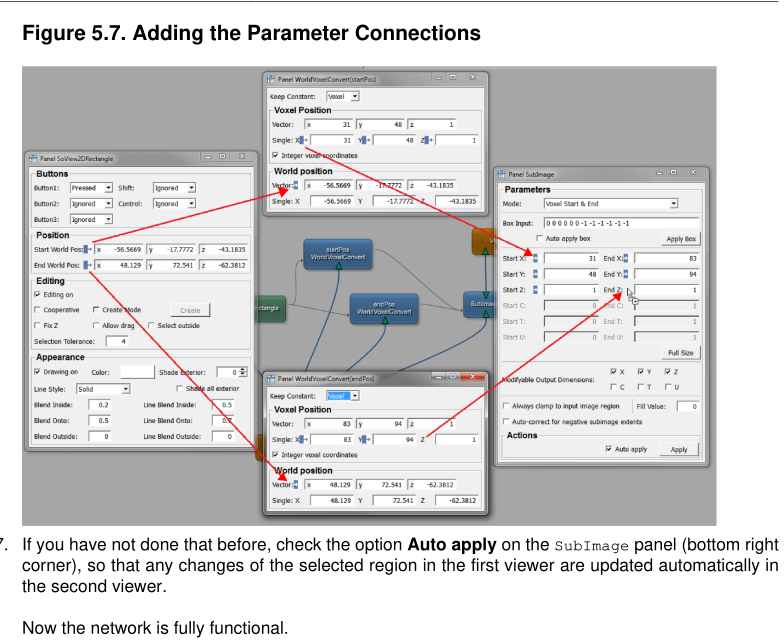 Figure 5.7. Adding the Parameter Connections
Panel WorldVoxelConvert(startPos)
Keep Constant: Voxel
Voxel Position
Vector: x 31 y 48 z 1
Single: X 31 Y 48 Z 1
Integer voxel coordinates
World position
Vector: x -56.5669 y -17.7772 z -43.1835
Single: X -56.5669 Y -17.7772 Z -43.1835
Panel SoView2DRectangle
Buttons
Button1: Pressed Shift: Ignored
Button2: Ignored Control: Ignored
Button3: Ignored
Position
Start World Pos: x -56.5669 y -17.7772 z -43.1835
End World Pos: x 48.129 y 72.541 z -62.3812
Editing
Editing on
Cooperative Create Mode Create
Fix Z Allow drag Select outside
Selection Tolerance: 4
Appearance
Drawing on Color: Shade Exterior: 0
Line Style: Solid Shade all exterior
Blend Inside: 0.2 Line Blend Inside: 0.5
Blend Onto: 0.5 Line Blend Onto: 0.7
Blend Outside: 0 Line Blend Outside: 0
startPos
WorldVoxelConvert
endPos
WorldVoxelConvert
ctangle
SubIma
Panel WorldVoxelConvert(endPos)
Keep Constant: Voxel
Voxel Position
Vector: x 83 y 94 z 1
Single: X 83 Y 94 Z 1
Integer voxel coordinates
World position
Vector: x 48.129 y 72.541 z -62.3812
Single: X 48.129 Y 72.541 Z -62.3812
Panel SubImage
Parameters
Mode: Voxel Start & End
Box Input: 0 0 0 0 0 0 -1 -1 -1 -1 -1 -1
Auto apply box Apply Box
Start X: 31 End X: 83
Start Y: 48 End Y: 94
Start Z: 1 End Z: 1
Start C: 0 End C: 1
Start T: 0 End T: 1
Start U: 0 End U: 1
Full Size
Modifyable Output Dimensions: X Y Z
C T U
Always clamp to input image region Fill Value: 0
Auto-correct for negative subimage extents
Actions
Auto apply Apply
7. If you have not done that before, check the option Auto apply on the SubImage panel (bottom right
corner), so that any changes of the selected region in the first viewer are updated automatically in
the second viewer.
Now the network is fully functional.